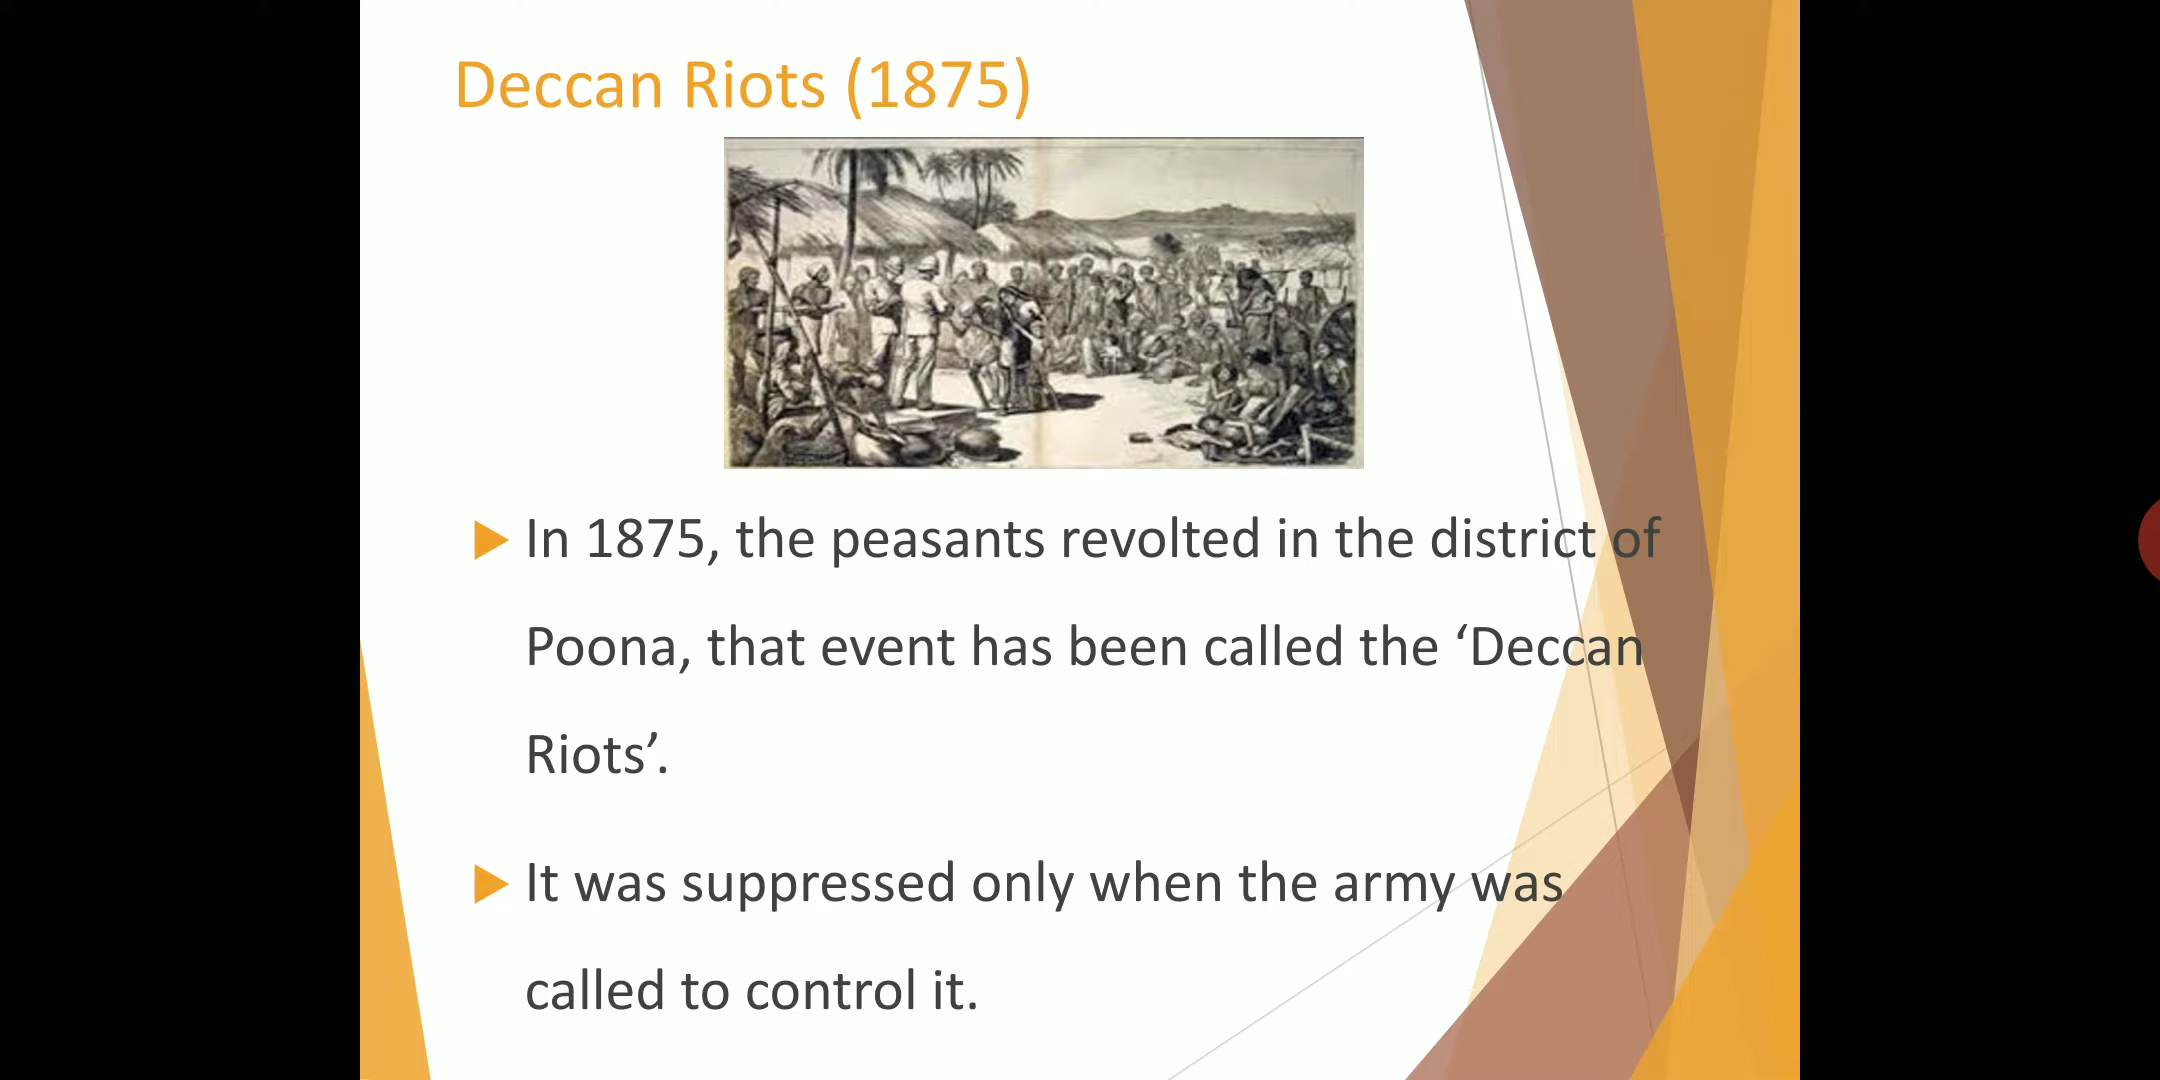 Deccan Riots (1875)
In 1875, the peasants revolted in the district of
Poona, that event has been called the ‘Deccan
Riots’.
It was suppressed only when the army was
called to control it.